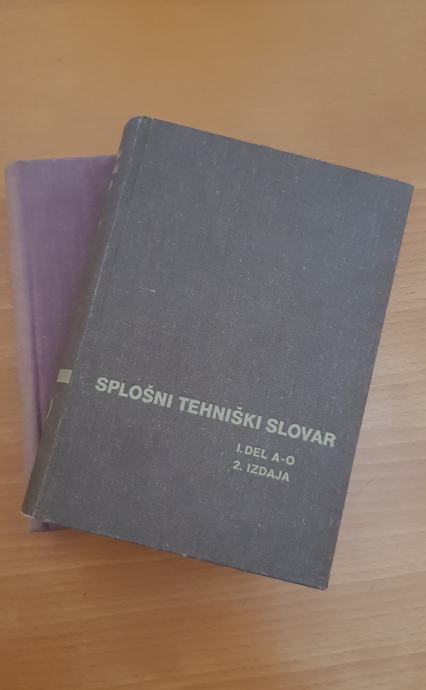 SPLOŠNI TEHNIŠKI SLOVAR
I. DEL A-O
2. IZDAJA